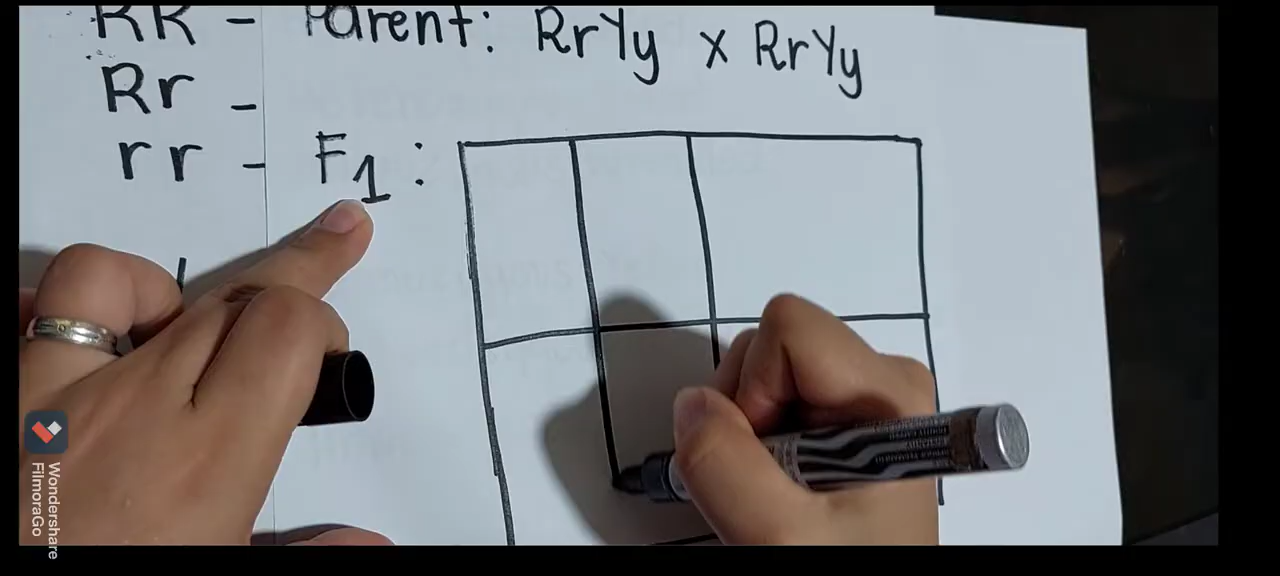 RR - Parent: RrYy x RrYy
Rr -
rr - F1:
Wondershare
FilmoraGo